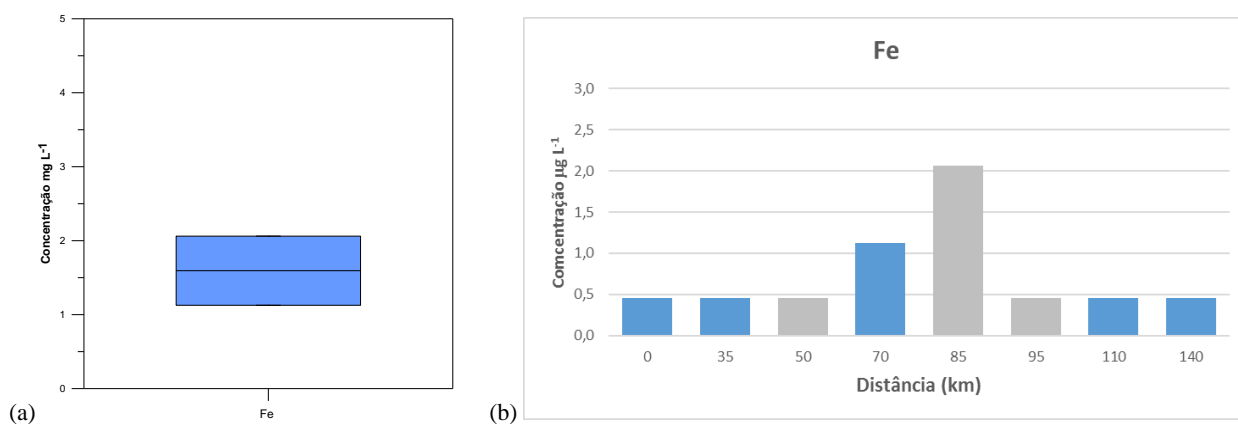 5
4
3
2
1
0
Concentração mg L-1
Fe
(a)
Fe
3,0
2,5
2,0
1,5
1,0
0,5
0,0
Comcentração µg L-1
0 35 50 70 85 95 110 140
Distância (km)
(b)